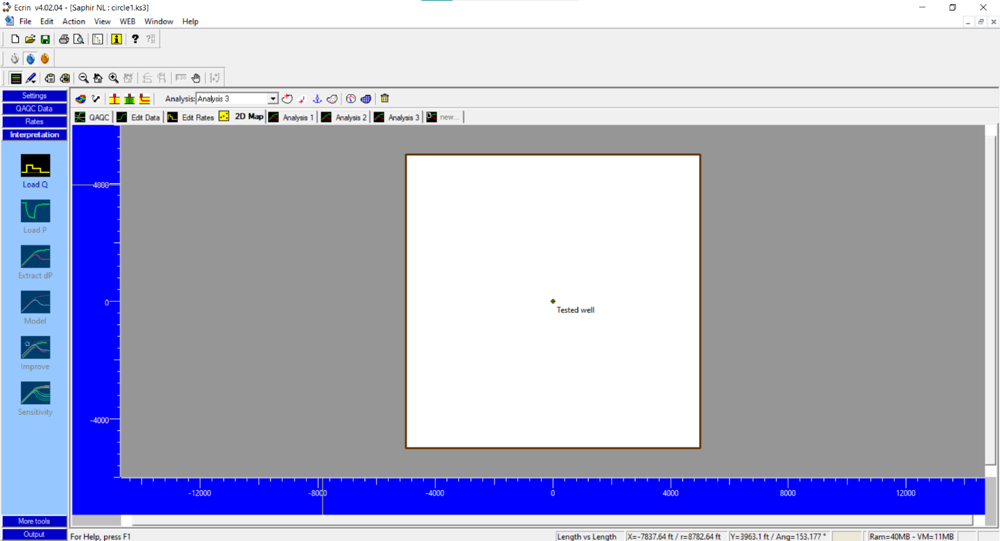 Ecrin v4.02.04 - [Saphir NL : circle1.ks3]
File Edit Action View WEB Window Help
Settings
QAQC Data
Rates
Interpretation
Load Q
Load P
Extract dP
Model
Improve
Sensitivity
More tools
Output
Analysis: Analysis 3
QAQC Edit Data Edit Rates 2D Map Analysis 1 Analysis 2 Analysis 3 new...
4000
0
-4000
Tested well
-12000 -8000 -4000 0 4000 8000 12000
For Help, press F1 Length vs Length X=-7837.64 ft / r=8782.64 ft Y=3963.1 ft / Ang=153.177 ° Ram=40MB - VM=11MB